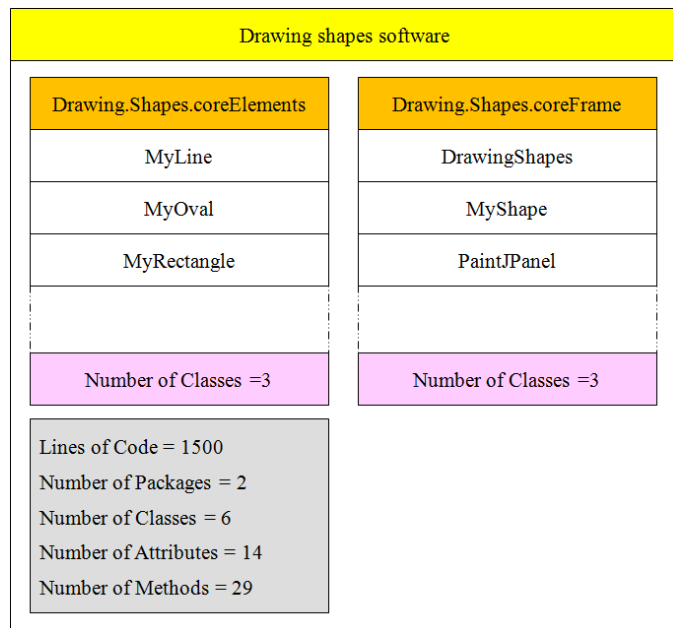 Drawing shapes software
Drawing.Shapes.coreElements
MyLine
MyOval
MyRectangle
Number of Classes =3
Drawing.Shapes.coreFrame
DrawingShapes
MyShape
PaintJPanel
Number of Classes =3
Lines of Code = 1500
Number of Packages = 2
Number of Classes = 6
Number of Attributes = 14
Number of Methods = 29